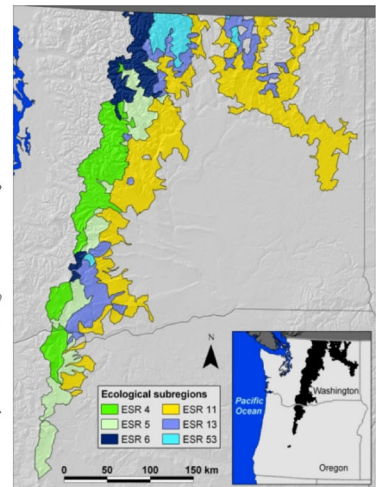 N
Ecological subregions
ESR 4
ESR 11
ESR 5
ESR 13
ESR 6
ESR 53
0 50 100 150 km
Pacific
Ocean
Washington
Oregon